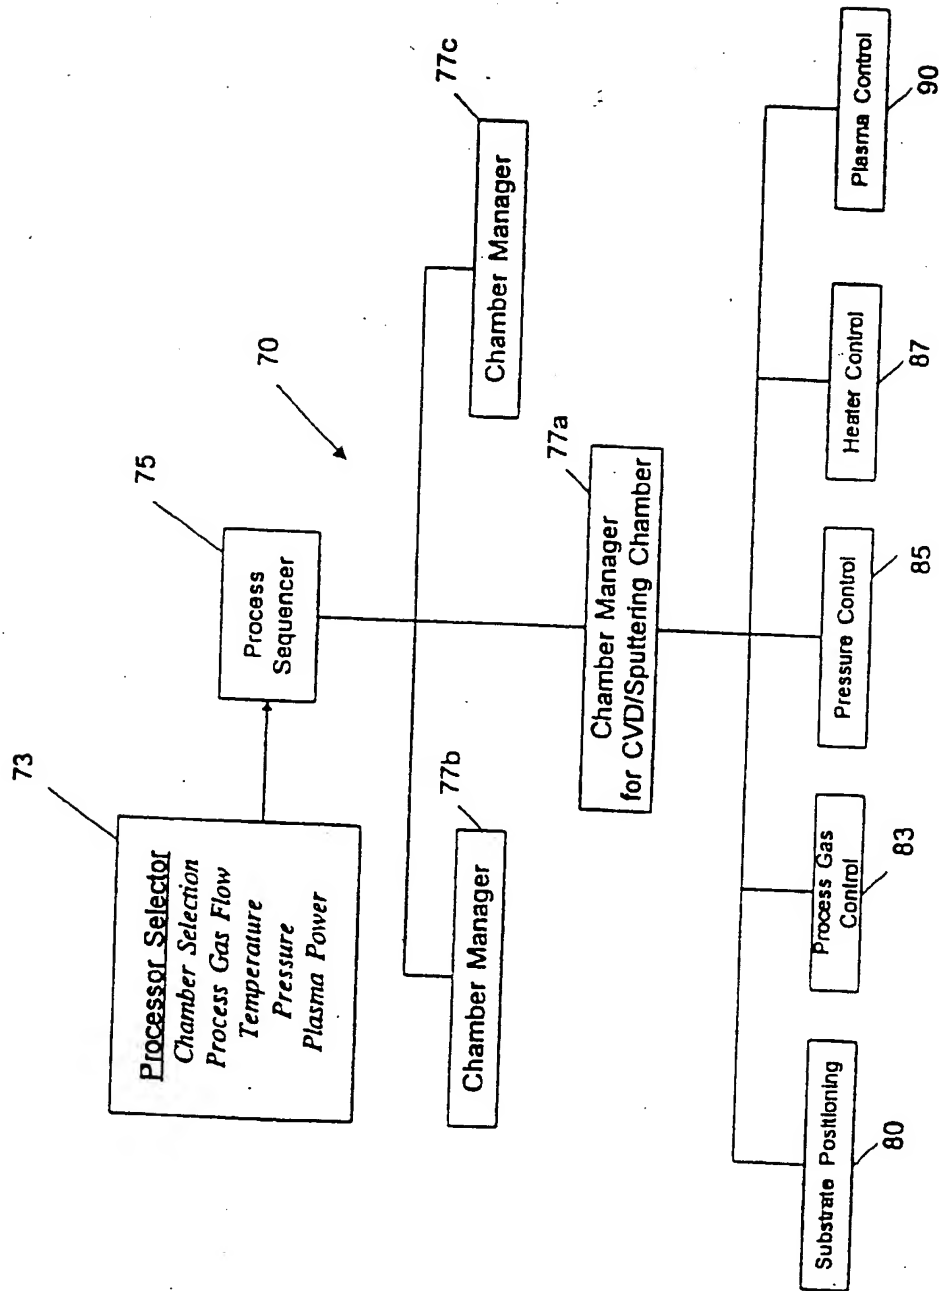 73
Processor Selector
Chamber Selection
Process Gas Flow
Temperature
Pressure
Plasma Power
75
Process
Sequencer
70
77b
Chamber Manager
77a
Chamber Manager
for CVD/Sputtering Chamber
77c
Chamber Manager
Substrate Positioning
80
Process Gas
Control
83
Pressure Control
85
Heater Control
87
Plasma Control
90